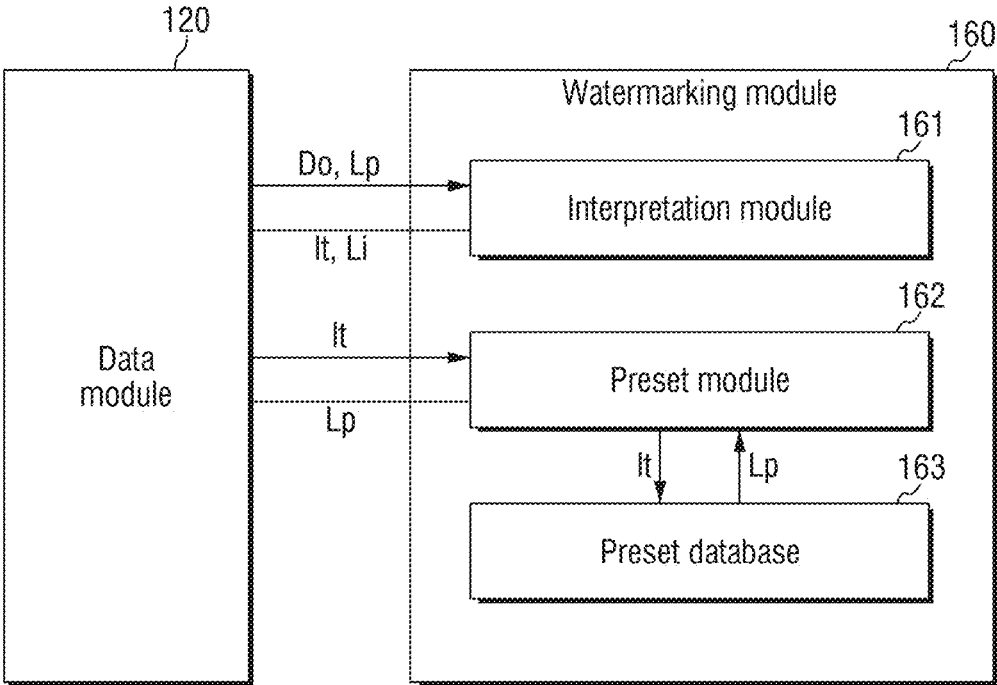 120
160
Watermarking module
161
Do, Lp
Interpretation module
It, Li
162
It
Data
module
Preset module
Lp
It
Lp
163
Preset database